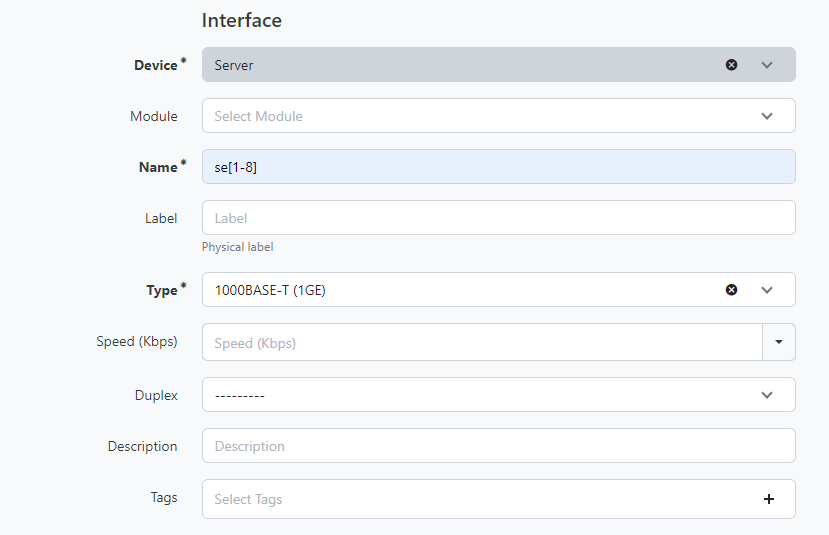 Interface
Device *
Server
Module
Select Module
Name *
se[1-8]
Label
Label
Physical label
Type *
1000BASE-T (1GE)
Speed (Kbps)
Speed (Kbps)
Duplex
---------
Description
Description
Tags
Select Tags